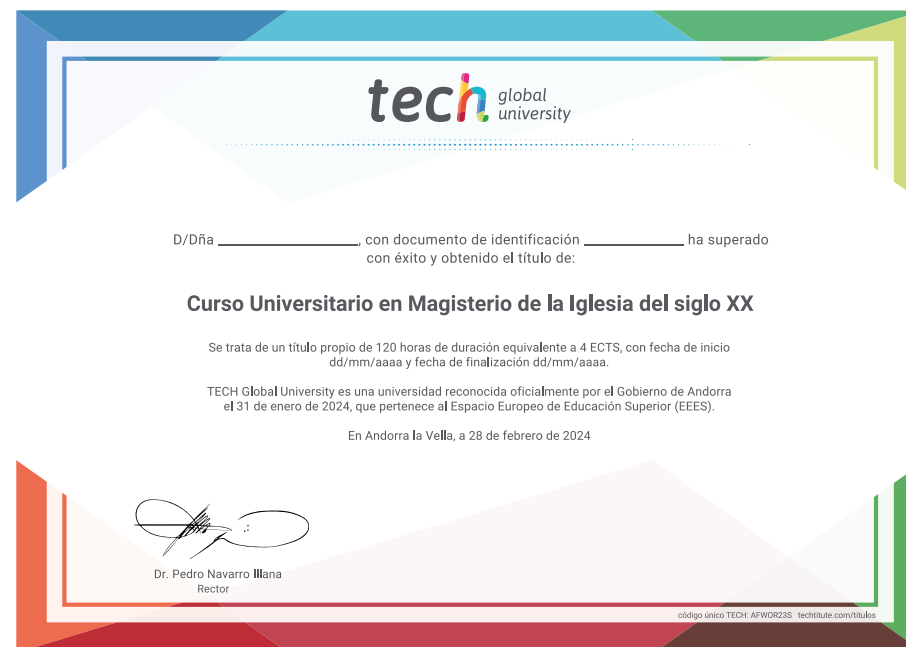 tech global university
D/Dña ____________________, con documento de identificación ______________ ha superado
con éxito y obtenido el título de:
Curso Universitario en Magisterio de la Iglesia del siglo XX
Se trata de un título propio de 120 horas de duración equivalente a 4 ECTS, con fecha de inicio
dd/mm/aaaa y fecha de finalización dd/mm/aaaa.
TECH Global University es una universidad reconocida oficialmente por el Gobierno de Andorra
el 31 de enero de 2024, que pertenece al Espacio Europeo de Educación Superior (EEES).
En Andorra la Vella, a 28 de febrero de 2024
Dr. Pedro Navarro Illana
Rector
código único TECH: AFWOR23S techtitute.com/titulos